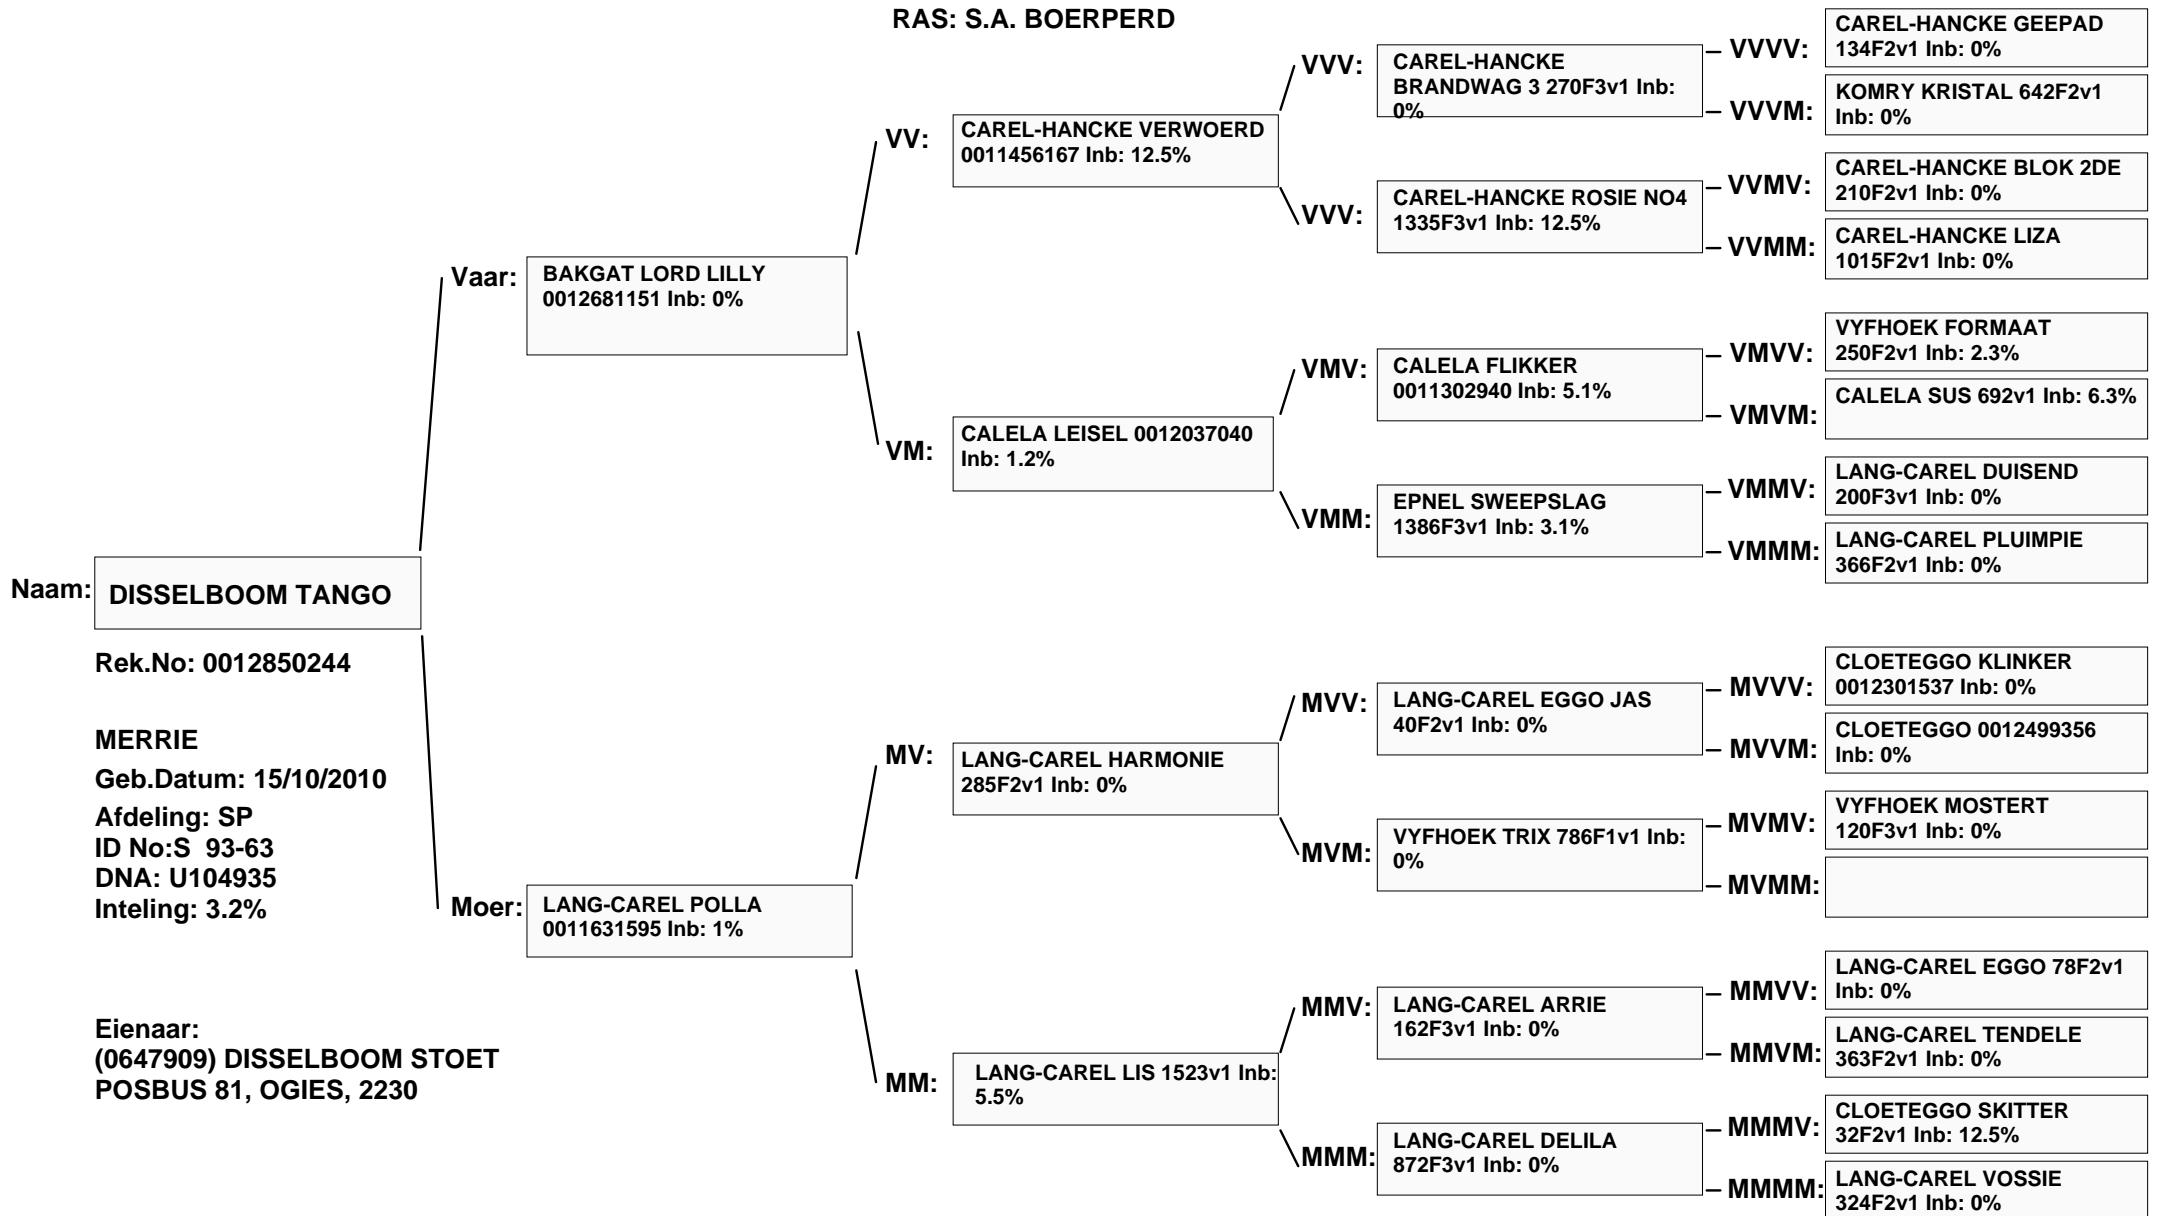 RAS: S.A. BOERPERD
Naam:
DISSELBOOM TANGO
Rek.No: 0012850244
MERRIE
Geb.Datum: 15/10/2010
Afdeling: SP
ID No:S  93-63
DNA: U104935
Inteling: 3.2%
Eienaar:
(0647909) DISSELBOOM STOET
POSBUS 81, OGIES, 2230
Vaar:
BAKGAT LORD LILLY
0012681151 Inb: 0%
Moer:
LANG-CAREL POLLA
0011631595 Inb: 1%
VV:
CAREL-HANCKE VERWOERD
0011456167 Inb: 12.5%
VM:
CALELA LEISEL 0012037040
Inb: 1.2%
MV:
LANG-CAREL HARMONIE
285F2v1 Inb: 0%
MM:
LANG-CAREL LIS 1523v1 Inb:
5.5%
VVV:
CAREL-HANCKE
BRANDWAG 3 270F3v1 Inb:
0%
VVV:
CAREL-HANCKE ROSIE NO4
1335F3v1 Inb: 12.5%
VMV:
CALELA FLIKKER
0011302940 Inb: 5.1%
VMM:
EPNEL SWEEPSLAG
1386F3v1 Inb: 3.1%
MVV:
LANG-CAREL EGGO JAS
40F2v1 Inb: 0%
MVM:
VYFHOEK TRIX 786F1v1 Inb:
0%
MMV:
LANG-CAREL ARRIE
162F3v1 Inb: 0%
MMM:
LANG-CAREL DELILA
872F3v1 Inb: 0%
VVVV:
CAREL-HANCKE GEEPAD
134F2v1 Inb: 0%
VVVM:
KOMRY KRISTAL 642F2v1
Inb: 0%
VVMV:
CAREL-HANCKE BLOK 2DE
210F2v1 Inb: 0%
VVMM:
CAREL-HANCKE LIZA
1015F2v1 Inb: 0%
VMVV:
VYFHOEK FORMAAT
250F2v1 Inb: 2.3%
VMVM:
CALELA SUS 692v1 Inb: 6.3%
VMMV:
LANG-CAREL DUISEND
200F3v1 Inb: 0%
VMMM:
LANG-CAREL PLUIMPIE
366F2v1 Inb: 0%
MVVV:
CLOETEGGO KLINKER
0012301537 Inb: 0%
MVVM:
CLOETEGGO 0012499356
Inb: 0%
MVMV:
VYFHOEK MOSTERT
120F3v1 Inb: 0%
MVMM:
MMVV:
LANG-CAREL EGGO 78F2v1
Inb: 0%
MMVM:
LANG-CAREL TENDELE
363F2v1 Inb: 0%
MMMV:
CLOETEGGO SKITTER
32F2v1 Inb: 12.5%
MMMM:
LANG-CAREL VOSSIE
324F2v1 Inb: 0%